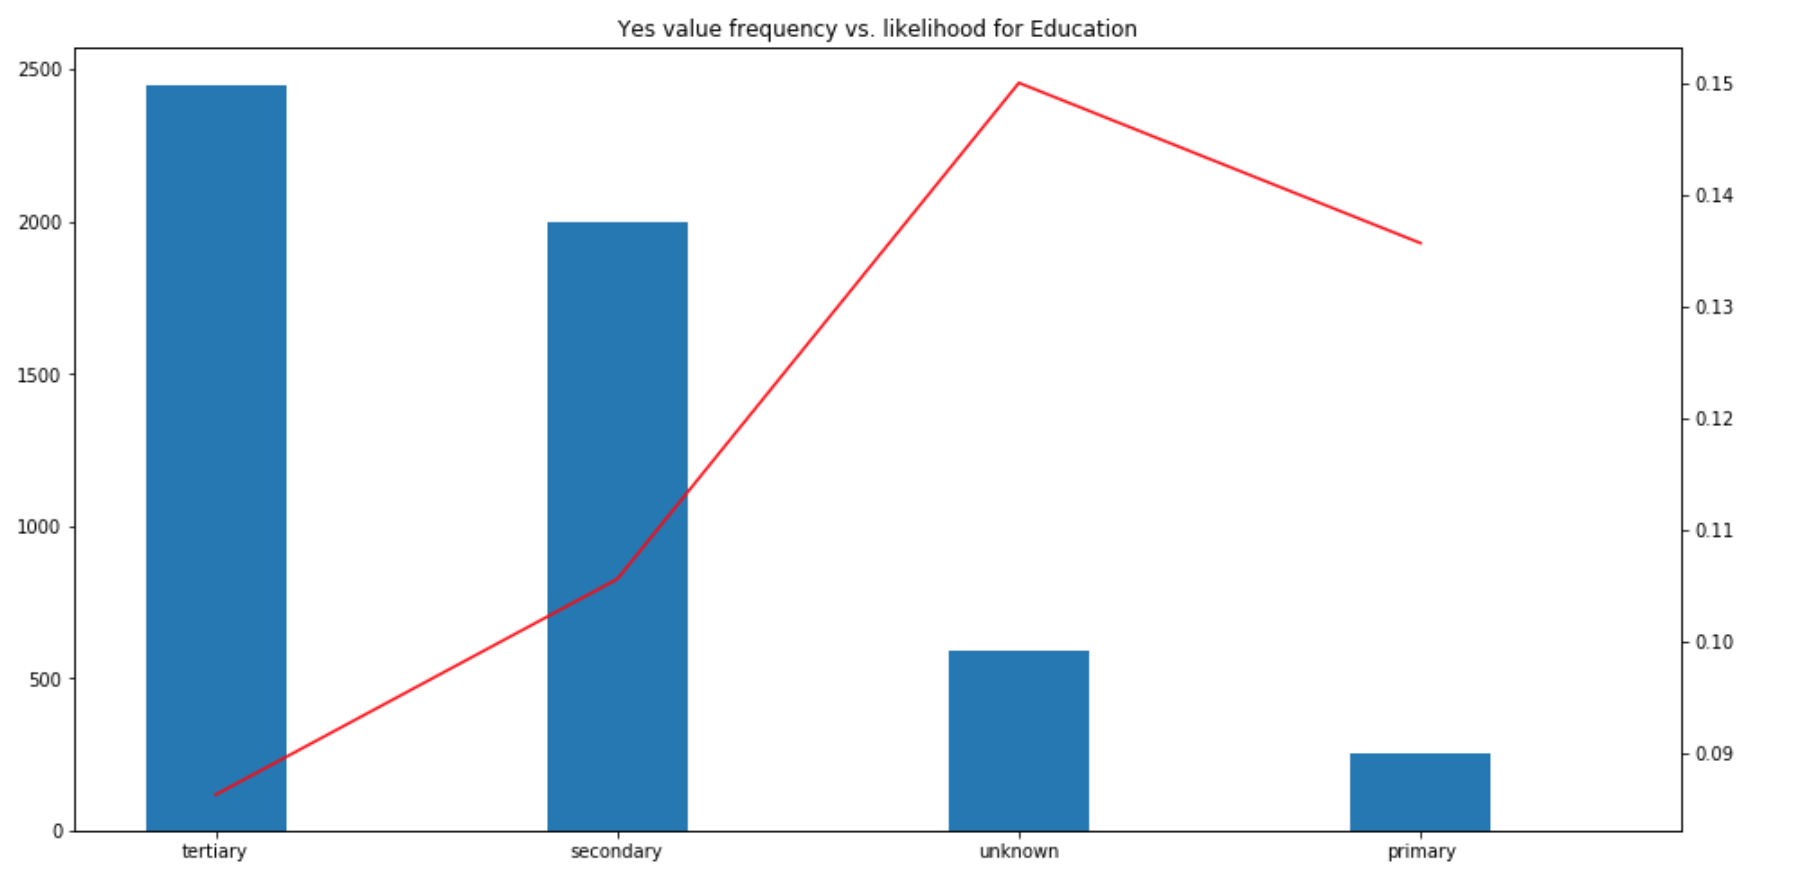 Yes value frequency vs. likelihood for Education
2500
2000
1500
1000
500
0
0.15
0.14
0.13
0.12
0.11
0.10
0.09
tertiary
secondary
unknown
primary